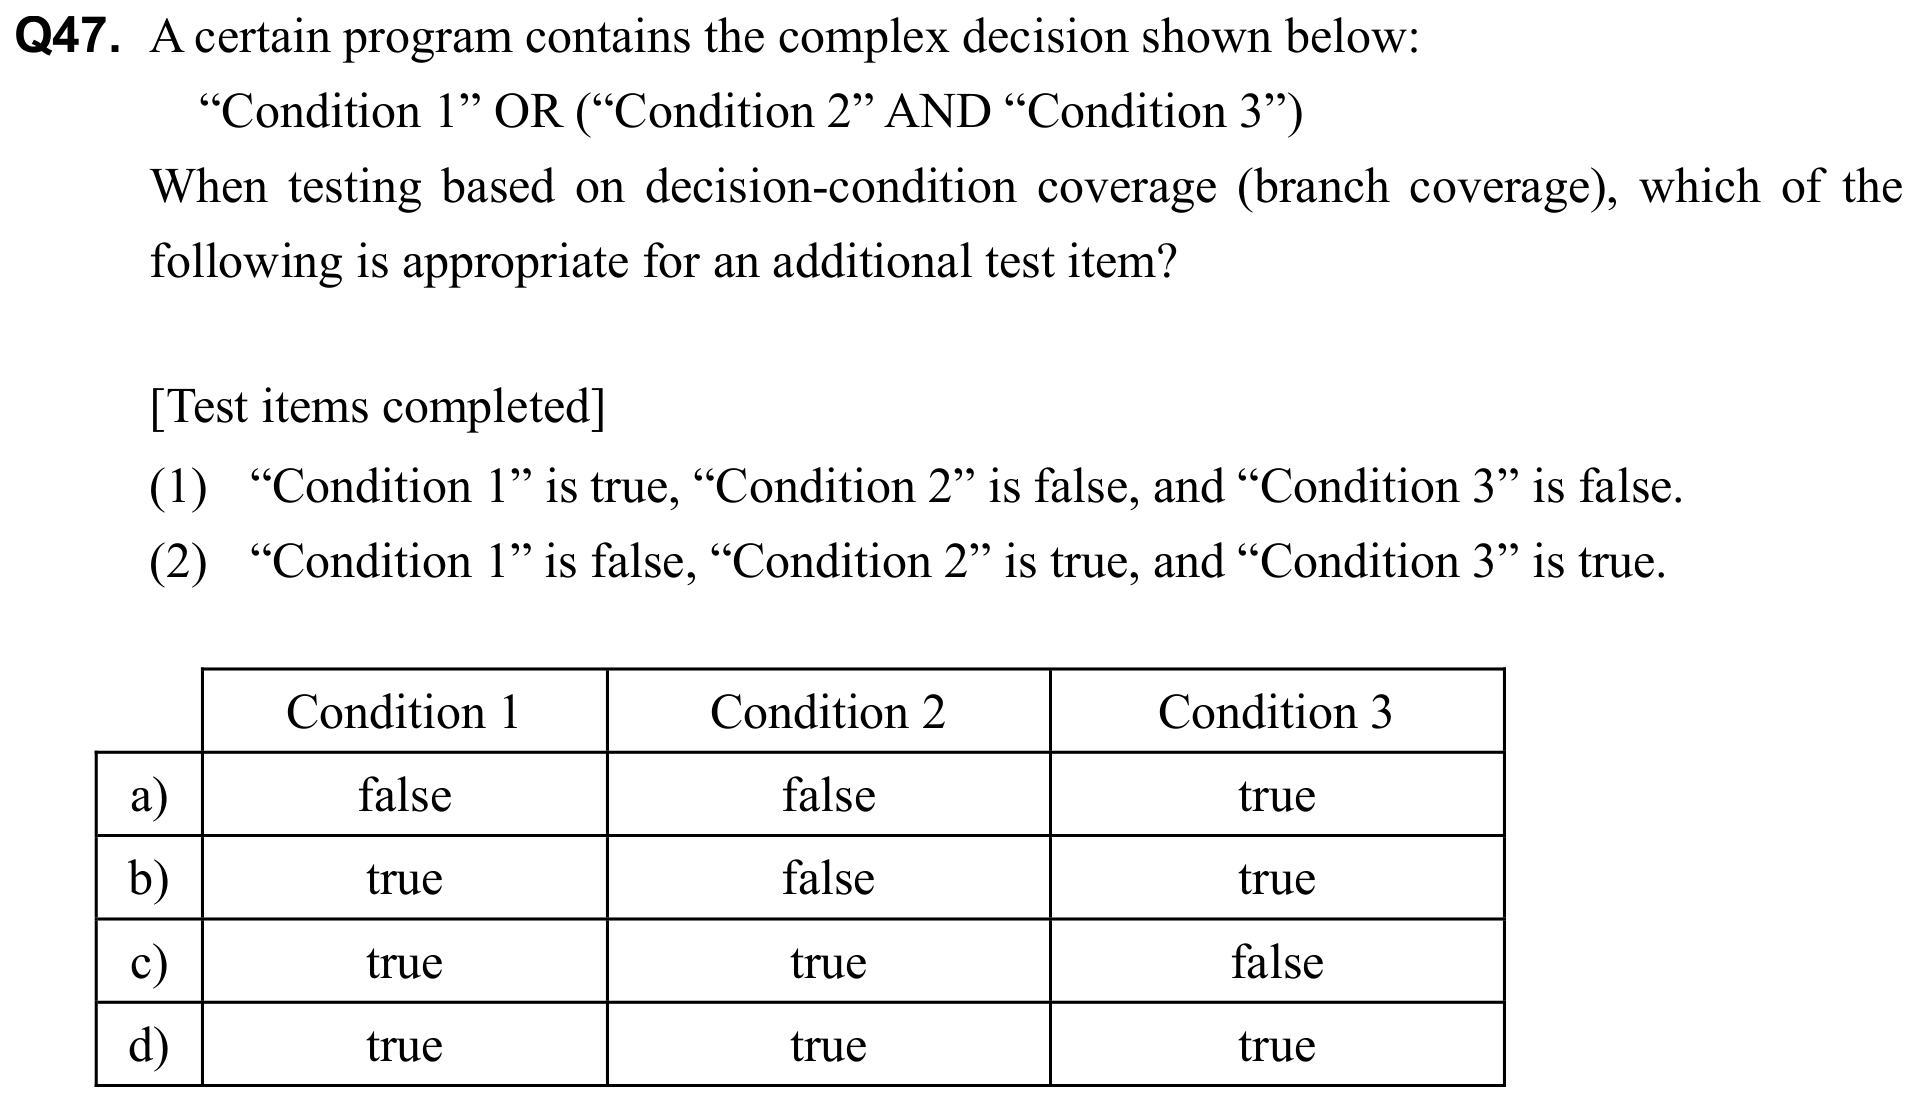 Q47. A certain program contains the complex decision shown below:
“Condition 1” OR (“Condition 2” AND “Condition 3”)
When testing based on decision-condition coverage (branch coverage), which of the
following is appropriate for an additional test item?
[Test items completed]
(1) “Condition 1” is true, “Condition 2” is false, and “Condition 3” is false.
(2) “Condition 1” is false, “Condition 2” is true, and “Condition 3” is true.
Condition 1 Condition 2 Condition 3
a) false false true
b) true false true
c) true true false
d) true true true